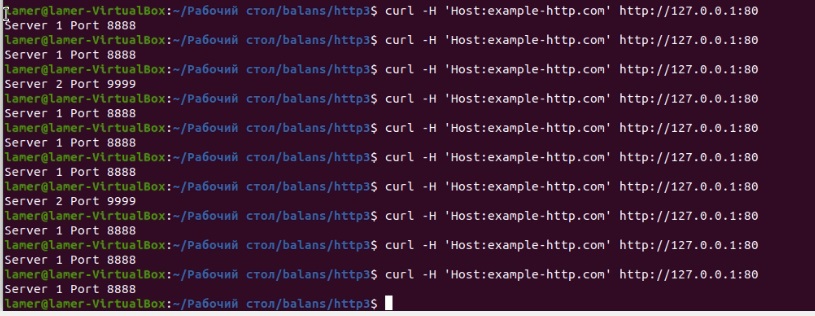 lamer@lamer-VirtualBox:~/Рабочий стол/balans/http3$ curl -H 'Host:example-http.com' http://127.0.0.1:80
Server 1 Port 8888
lamer@lamer-VirtualBox:~/Рабочий стол/balans/http3$ curl -H 'Host:example-http.com' http://127.0.0.1:80
Server 1 Port 8888
lamer@lamer-VirtualBox:~/Рабочий стол/balans/http3$ curl -H 'Host:example-http.com' http://127.0.0.1:80
Server 2 Port 9999
lamer@lamer-VirtualBox:~/Рабочий стол/balans/http3$ curl -H 'Host:example-http.com' http://127.0.0.1:80
Server 1 Port 8888
lamer@lamer-VirtualBox:~/Рабочий стол/balans/http3$ curl -H 'Host:example-http.com' http://127.0.0.1:80
Server 1 Port 8888
lamer@lamer-VirtualBox:~/Рабочий стол/balans/http3$ curl -H 'Host:example-http.com' http://127.0.0.1:80
Server 1 Port 8888
lamer@lamer-VirtualBox:~/Рабочий стол/balans/http3$ curl -H 'Host:example-http.com' http://127.0.0.1:80
Server 2 Port 9999
lamer@lamer-VirtualBox:~/Рабочий стол/balans/http3$ curl -H 'Host:example-http.com' http://127.0.0.1:80
Server 1 Port 8888
lamer@lamer-VirtualBox:~/Рабочий стол/balans/http3$ curl -H 'Host:example-http.com' http://127.0.0.1:80
Server 1 Port 8888
lamer@lamer-VirtualBox:~/Рабочий стол/balans/http3$ curl -H 'Host:example-http.com' http://127.0.0.1:80
Server 1 Port 8888
lamer@lamer-VirtualBox:~/Рабочий стол/balans/http3$